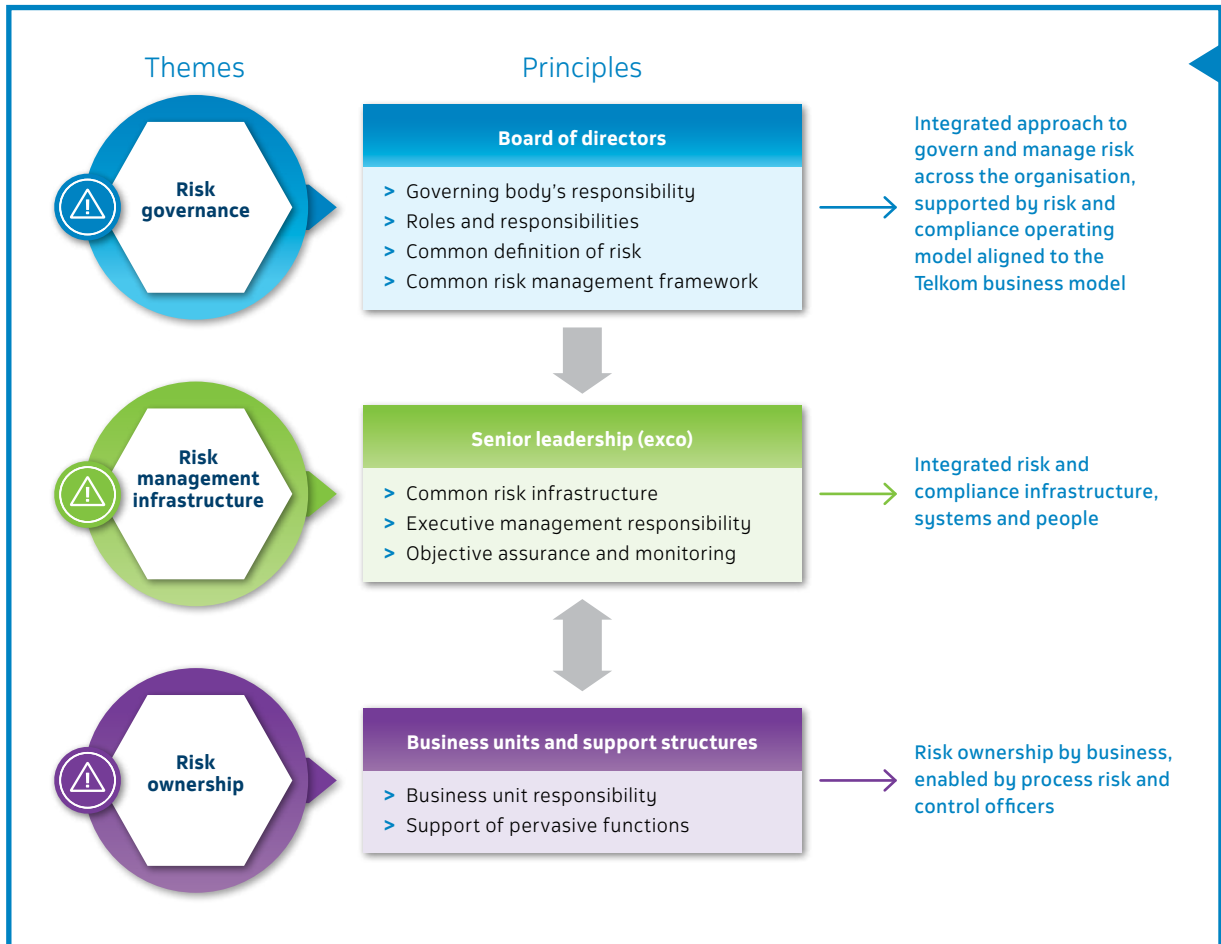 Themes
Principles
Risk
governance
Board of directors
> Governing body's responsibility
> Roles and responsibilities
> Common definition of risk
> Common risk management framework
Integrated approach to
govern and manage risk
across the organisation,
supported by risk and
compliance operating
model aligned to the
Telkom business model
Risk
management
infrastructure
Senior leadership (exco)
> Common risk infrastructure
> Executive management responsibility
> Objective assurance and monitoring
Integrated risk and
compliance infrastructure,
systems and people
Risk
ownership
Business units and support structures
> Business unit responsibility
> Support of pervasive functions
Risk ownership by business,
enabled by process risk and
control officers